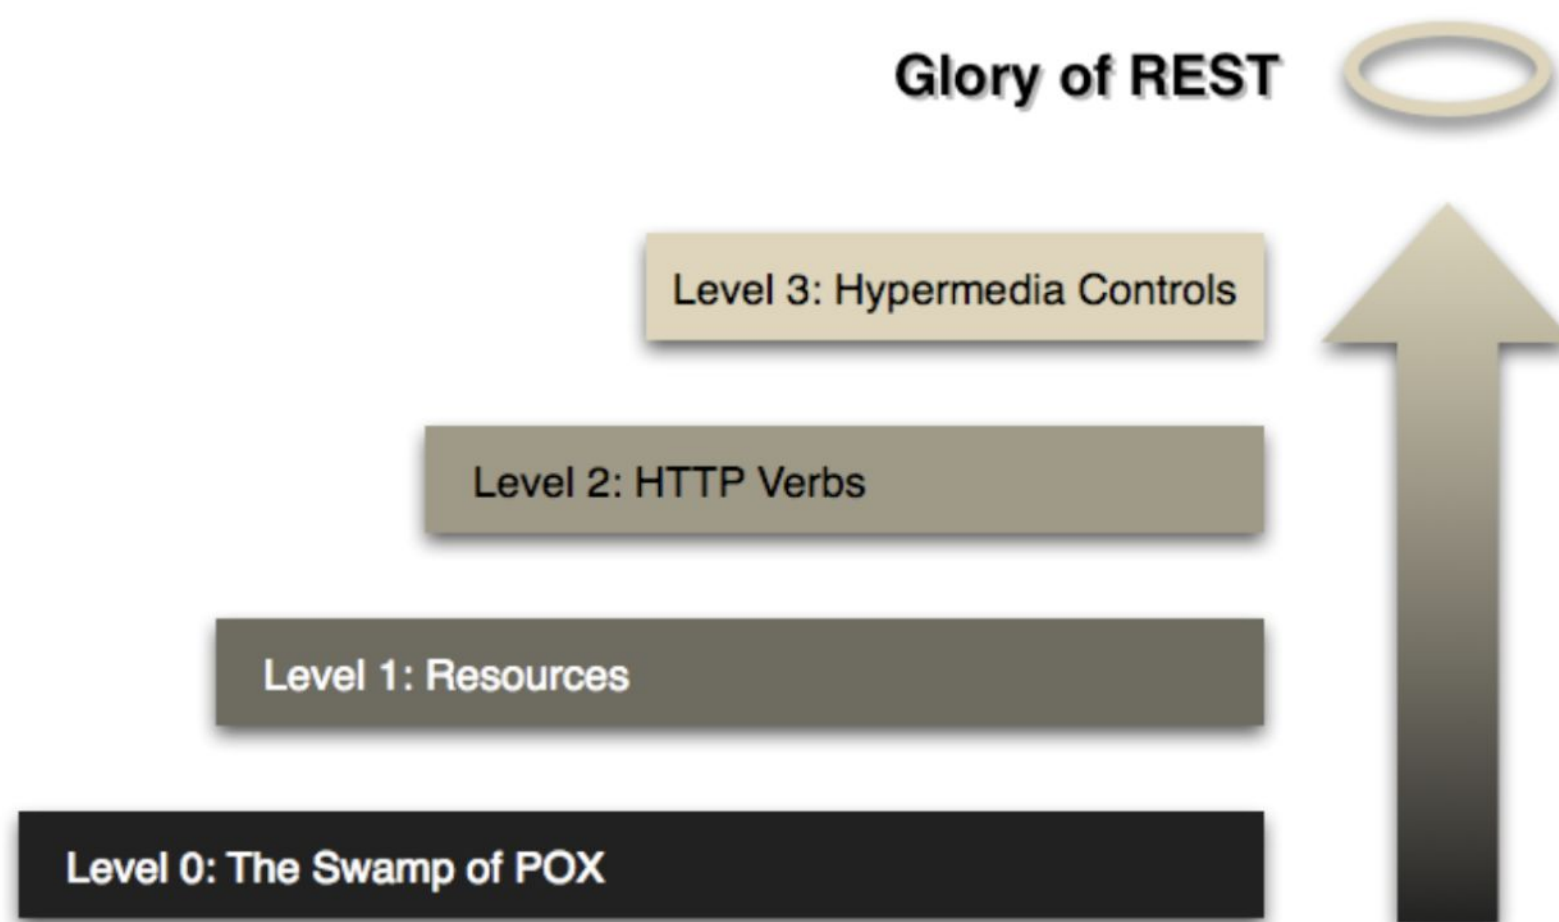 Glory of REST
Level 3: Hypermedia Controls
Level 2: HTTP Verbs
Level 1: Resources
Level 0: The Swamp of POX